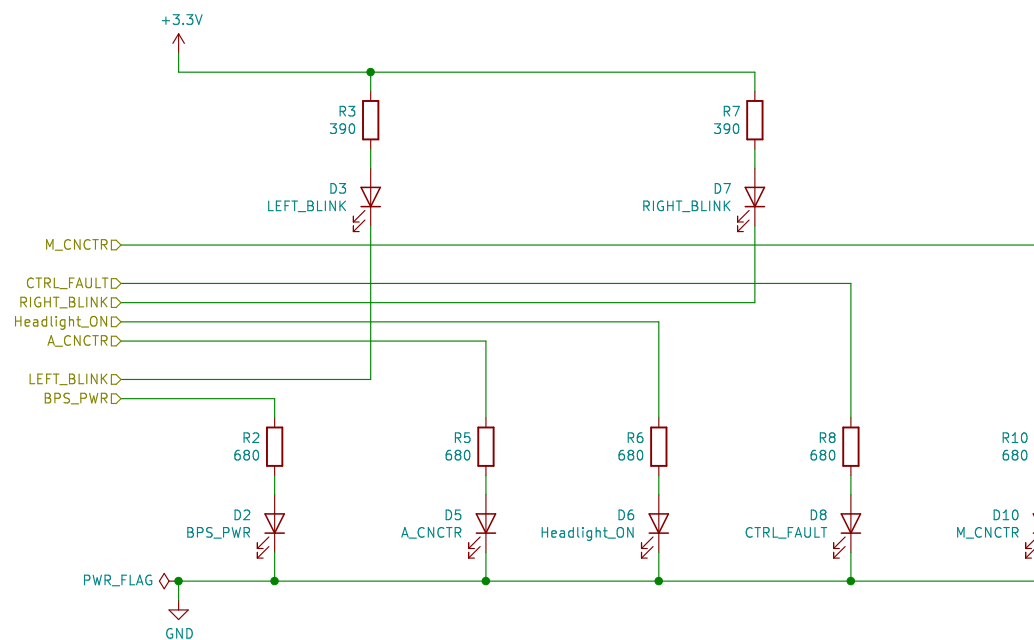 +3.3V
R3
390
R7
390
D3
LEFT_BLINK
D7
RIGHT_BLINK
M_CNCTR
CTRL_FAULT
RIGHT_BLINK
Headlight_ON
A_CNCTR
LEFT_BLINK
BPS_PWR
R2
680
R5
680
R6
680
R8
680
R10
680
D2
BPS_PWR
D5
A_CNCTR
D6
Headlight_ON
D8
CTRL_FAULT
D10
M_CNCTR
PWR_FLAG
GND